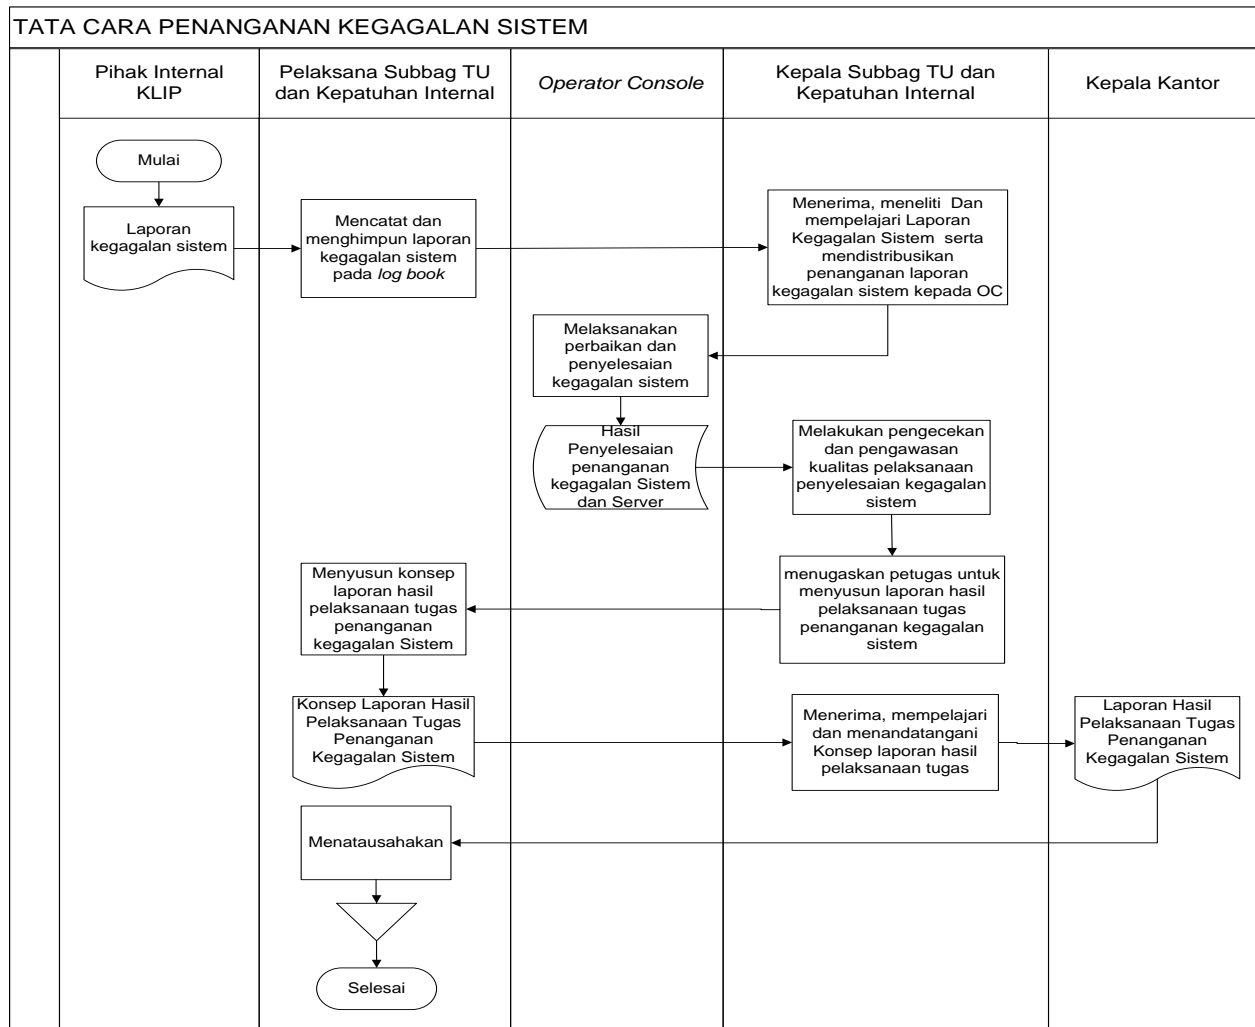 TATA CARA PENANGANAN KEGAGALAN SISTEM
Pihak Internal
KLIP
Pelaksana Subbag TU
dan Kepatuhan Internal
Operator Console
Kepala Subbag TU dan
Kepatuhan Internal
Kepala Kantor
Mulai
Laporan
kegagalan sistem
Mencatat dan
menghimpun laporan
kegagalan sistem
pada log book
Menerima, meneliti  Dan
mempelajari Laporan
Kegagalan Sistem  serta
mendistribusikan
penanganan laporan
kegagalan sistem kepada OC
Melaksanakan
perbaikan dan
penyelesaian
kegagalan sistem
Hasil
Penyelesaian
penanganan
kegagalan Sistem
dan Server
Melakukan pengecekan
dan pengawasan
kualitas pelaksanaan
penyelesaian kegagalan
sistem
menugaskan petugas untuk
menyusun laporan hasil
pelaksanaan tugas
penanganan kegagalan
sistem
Menyusun konsep
laporan hasil
pelaksanaan tugas
penanganan
kegagalan Sistem
Konsep Laporan Hasil
Pelaksanaan Tugas
Penanganan
Kegagalan Sistem
Menerima, mempelajari
dan menandatangani
Konsep laporan hasil
pelaksanaan tugas
Laporan Hasil
Pelaksanaan Tugas
Penanganan
Kegagalan Sistem
Menatausahakan
Selesai